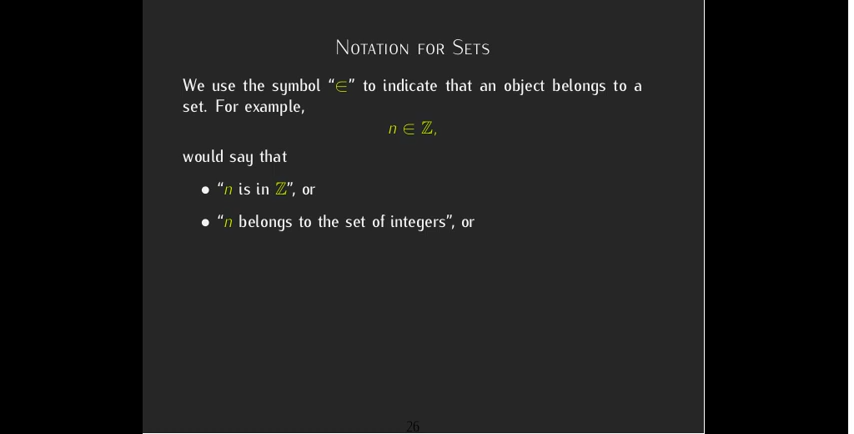 Notation for Sets
We use the symbol “∈” to indicate that an object belongs to a
set. For example,
n ∈ ℤ,
would say that
• “n is in ℤ”, or
• “n belongs to the set of integers”, or
26